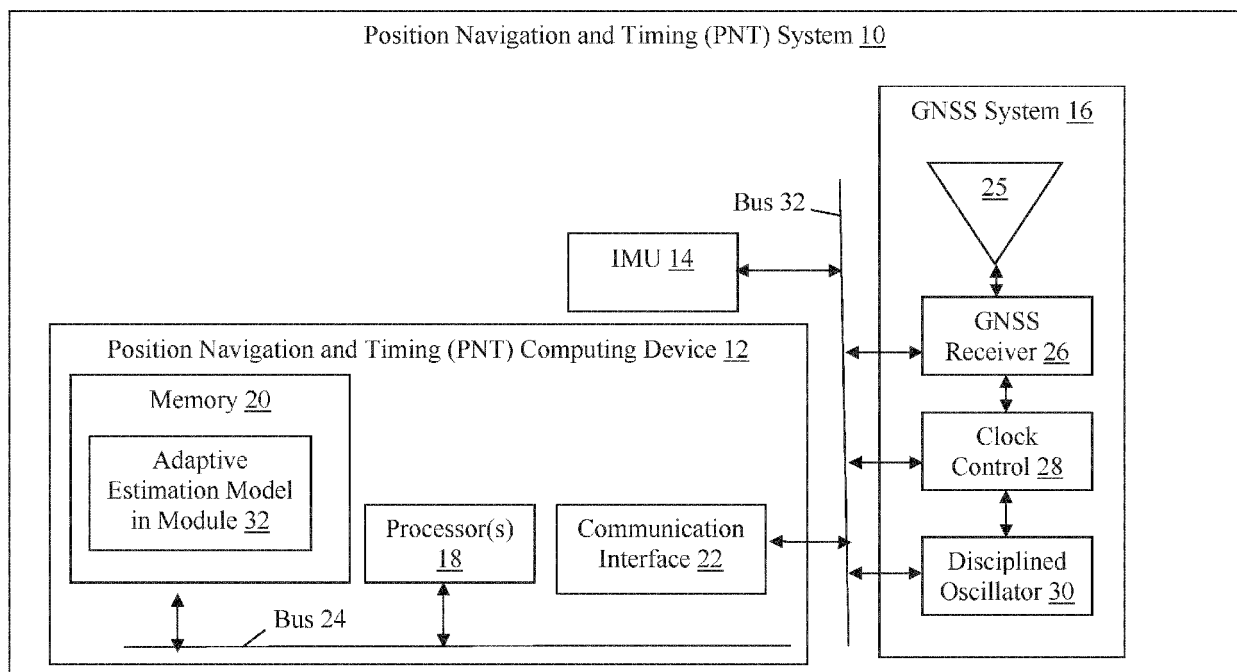 Position Navigation and Timing (PNT) System 10
GNSS System 16
25
Bus 32
IMU 14
GNSS
Receiver 26
Position Navigation and Timing (PNT) Computing Device 12
Memory 20
Adaptive
Estimation Model
in Module 32
Processor(s)
18
Communication
Interface 22
Clock
Control 28
Disciplined
Oscillator 30
Bus 24